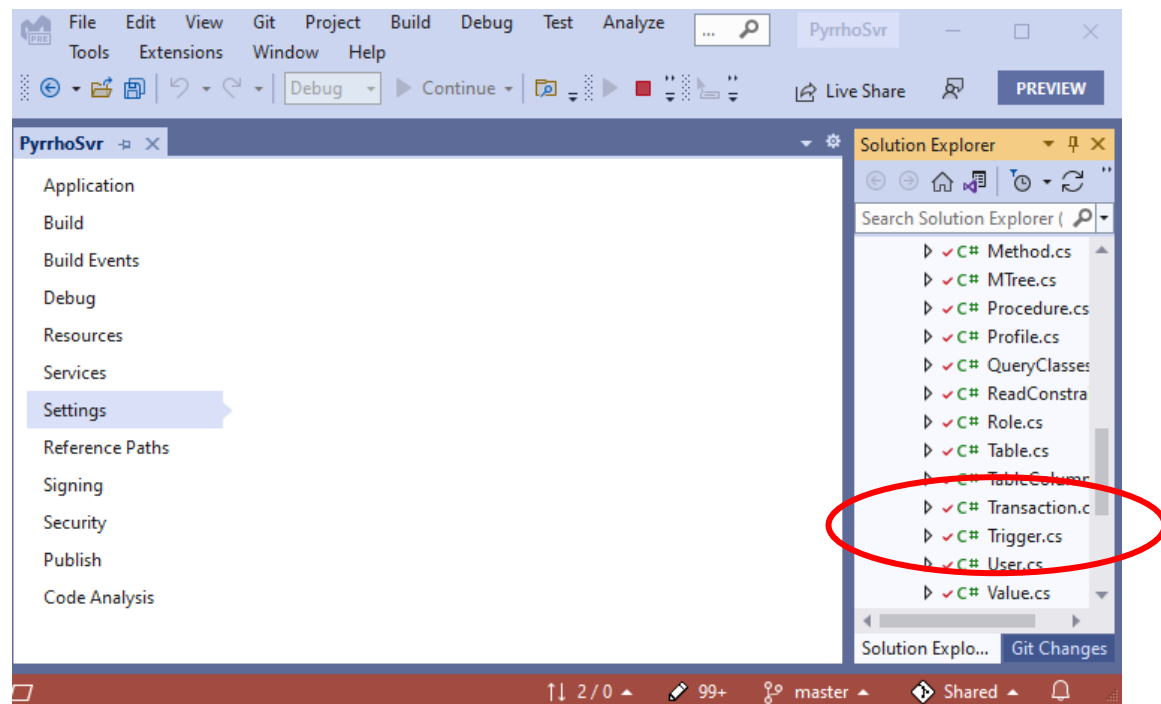 File Edit View Git Project Build Debug Test Analyze ... PyrrhoSvr
PRE
Tools Extensions Window Help
Debug Continue Live Share PREVIEW
PyrrhoSvr
Application
Build
Build Events
Debug
Resources
Services
Settings
Reference Paths
Signing
Security
Publish
Code Analysis
Solution Explorer
Search Solution Explorer (
C# Method.cs
C# MTree.cs
C# Procedure.cs
C# Profile.cs
C# QueryClasses
C# ReadConstra
C# Role.cs
C# Table.cs
C# TableColumn
C# Transaction.c
C# Trigger.cs
C# User.cs
C# Value.cs
Solution Explo... Git Changes
2 / 0 99+ master Shared